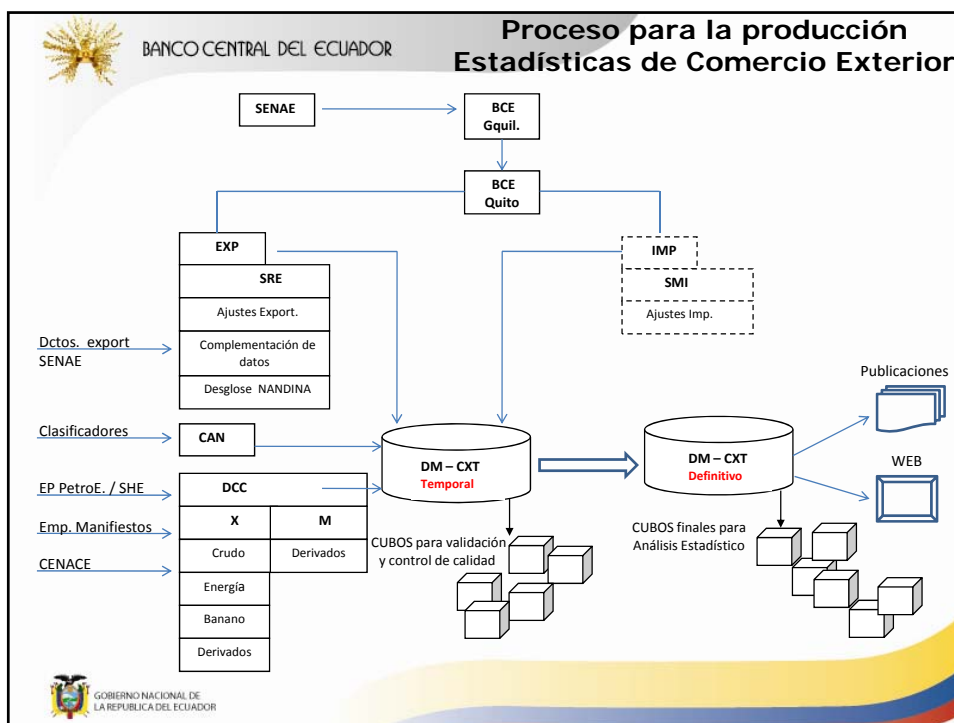 BANCO CENTRAL DEL ECUADOR
Proceso para la producción
Estadísticas de Comercio Exterior
SENAE
BCE
Gquil.
BCE
Quito
EXP
SRE
Ajustes Export.
Complementación de
datos
Desglose NANDINA
IMP
SMI
Ajustes Imp.
Dctos. export
SENAE
Clasificadores
CAN
EP PetroE. / SHE
Emp. Manifiestos
CENACE
DCC
X
M
Crudo
Derivados
Energía
Banano
Derivados
DM – CXT
Temporal
CUBOS para validación
y control de calidad
DM – CXT
Definitivo
CUBOS finales para
Análisis Estadístico
Publicaciones
WEB
GOBIERNO NACIONAL DE
LA REPUBLICA DEL ECUADOR